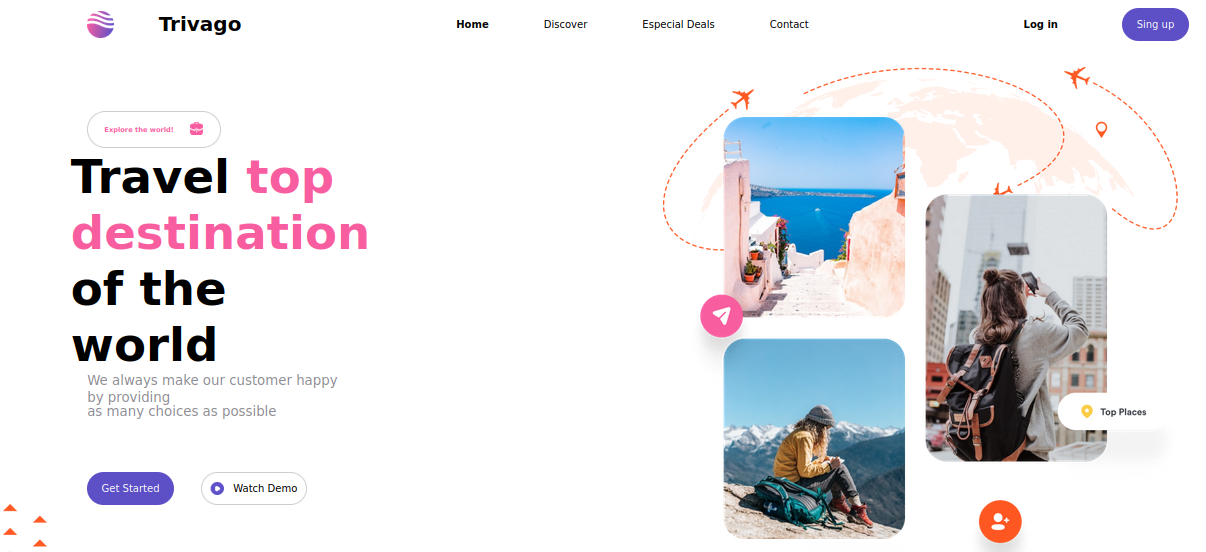 Trivago
Home
Discover
Especial Deals
Contact
Log in
Sing up
Explore the world!
Travel top
destination
of the
world
We always make our customer happy
by providing
as many choices as possible
Get Started
Watch Demo
Top Places